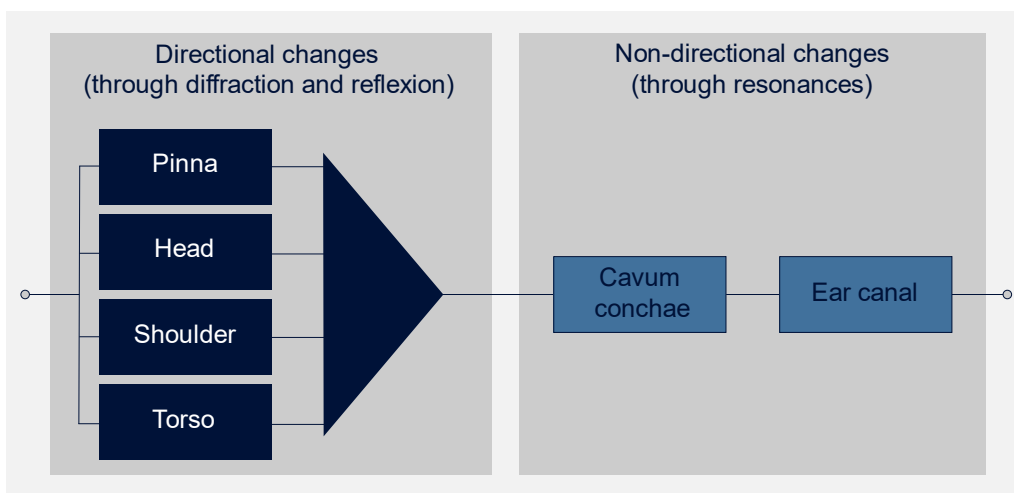 Directional changes
(through diffraction and reflexion)
Pinna
Head
Shoulder
Torso
Non-directional changes
(through resonances)
Cavum
conchae
Ear canal